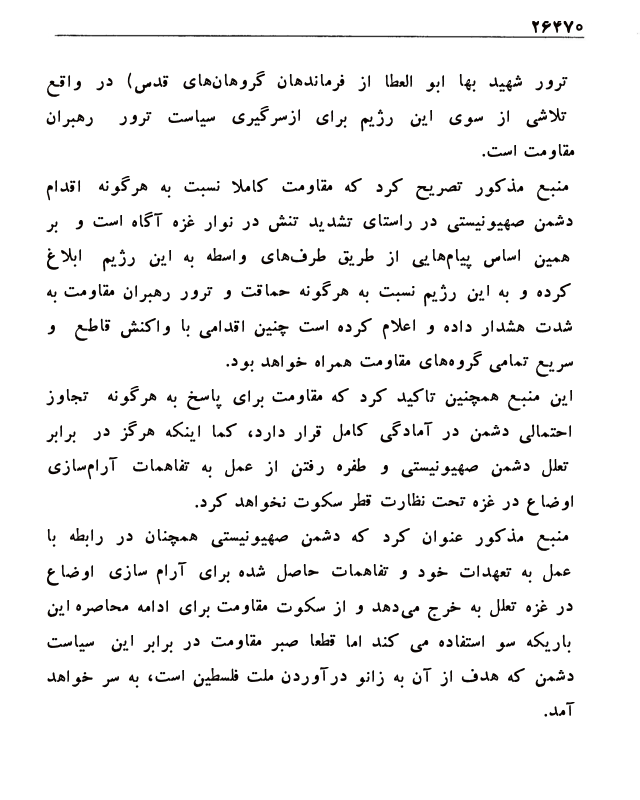 ۲۶۴۷۰
ترور شهید بها ابو العطا از فرماندهان گروهان‌های قدس) در واقع
تلاشی از سوی این رژیم برای ازسرگیری سیاست ترور رهبران
مقاومت است.
منبع مذکور تصریح کرد که مقاومت کاملا نسبت به هرگونه اقدام
دشمن صهیونیستی در راستای تشدید تنش در نوار غزه آگاه است و بر
همین اساس پیام‌هایی از طریق طرف‌های واسطه به این رژیم ابلاغ
کرده و به این رژیم نسبت به هرگونه حماقت و ترور رهبران مقاومت به
شدت هشدار داده و اعلام کرده است چنین اقدامی با واکنش قاطع و
سریع تمامی گروه‌های مقاومت همراه خواهد بود.
این منبع همچنین تاکید کرد که مقاومت برای پاسخ به هرگونه تجاوز
احتمالی دشمن در آمادگی کامل قرار دارد، کما اینکه هرگز در برابر
تعلل دشمن صهیونیستی و طفره رفتن از عمل به تفاهمات آرام‌سازی
اوضاع در غزه تحت نظارت قطر سکوت نخواهد کرد.
منبع مذکور عنوان کرد که دشمن صهیونیستی همچنان در رابطه با
عمل به تعهدات خود و تفاهمات حاصل شده برای آرام سازی اوضاع
در غزه تعلل به خرج می‌دهد و از سکوت مقاومت برای ادامه محاصره این
باریکه سو استفاده می کند اما قطعا صبر مقاومت در برابر این سیاست
دشمن که هدف از آن به زانو درآوردن ملت فلسطین است، به سر خواهد
آمد.